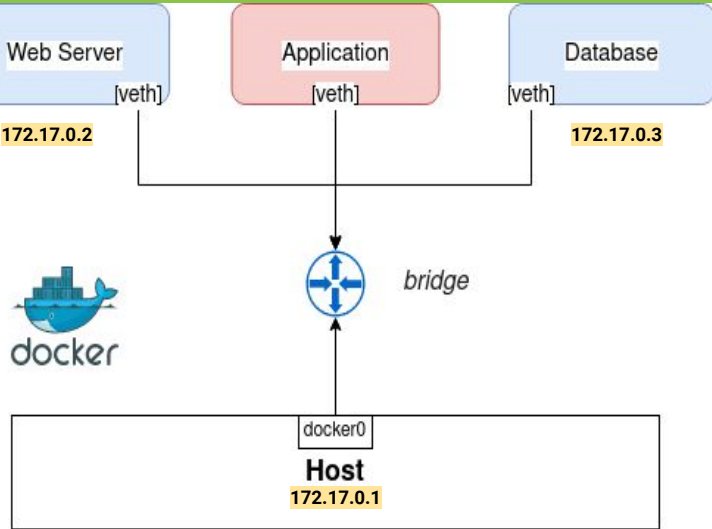 Web Server
Application
Database
[veth]
[veth]
[veth]
172.17.0.2
172.17.0.3
bridge
docker
docker0
Host
172.17.0.1